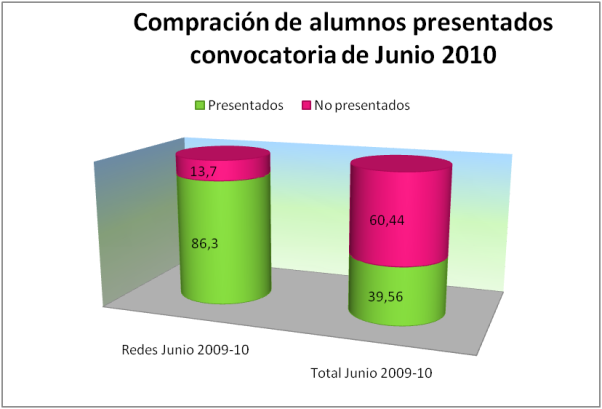 Compración de alumnos presentados
convocatoria de Junio 2010
Presentados No presentados
13,7
86,3
60,44
39,56
Redes Junio 2009-10
Total Junio 2009-10